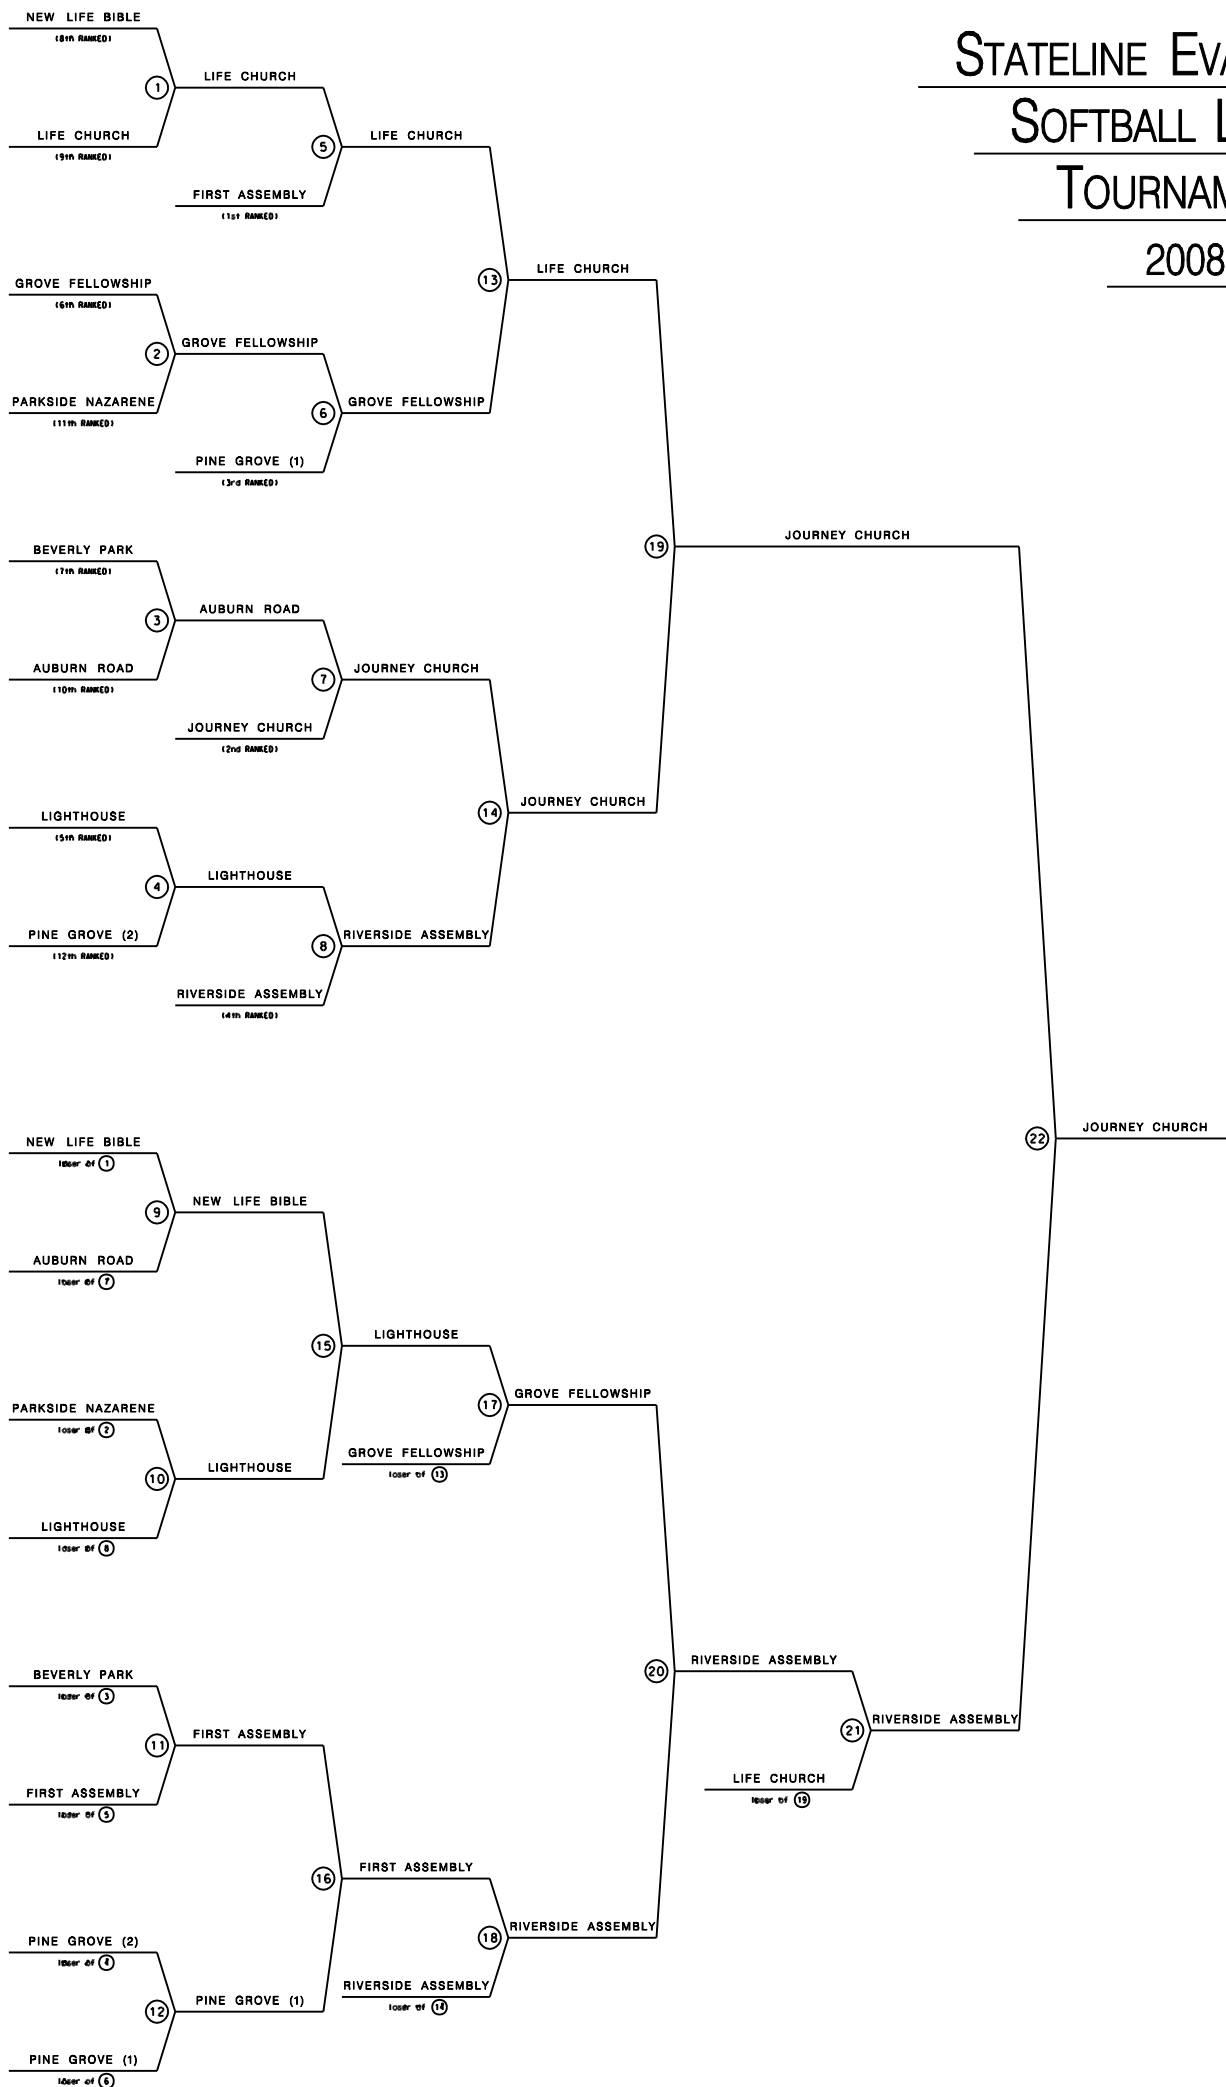 STATELINE EVA
SOFTBALL L
TOURNAM
2008
NEW LIFE BIBLE
(8th RANKED)
1
LIFE CHURCH
LIFE CHURCH
(9th RANKED)
5
LIFE CHURCH
FIRST ASSEMBLY
(1st RANKED)
13
LIFE CHURCH
GROVE FELLOWSHIP
(6th RANKED)
2
GROVE FELLOWSHIP
PARKSIDE NAZARENE
(11th RANKED)
6
GROVE FELLOWSHIP
PINE GROVE (1)
(3rd RANKED)
19
JOURNEY CHURCH
BEVERLY PARK
(7th RANKED)
3
AUBURN ROAD
AUBURN ROAD
(10th RANKED)
7
JOURNEY CHURCH
JOURNEY CHURCH
(2nd RANKED)
14
JOURNEY CHURCH
LIGHTHOUSE
(5th RANKED)
4
LIGHTHOUSE
PINE GROVE (2)
(12th RANKED)
8
RIVERSIDE ASSEMBLY
RIVERSIDE ASSEMBLY
(4th RANKED)
22
JOURNEY CHURCH
NEW LIFE BIBLE
loser of 1
9
NEW LIFE BIBLE
AUBURN ROAD
loser of 7
15
LIGHTHOUSE
PARKSIDE NAZARENE
loser of 2
10
LIGHTHOUSE
LIGHTHOUSE
loser of 8
17
GROVE FELLOWSHIP
GROVE FELLOWSHIP
loser of 13
20
RIVERSIDE ASSEMBLY
21
RIVERSIDE ASSEMBLY
LIFE CHURCH
loser of 19
BEVERLY PARK
loser of 3
11
FIRST ASSEMBLY
FIRST ASSEMBLY
loser of 5
16
FIRST ASSEMBLY
18
RIVERSIDE ASSEMBLY
RIVERSIDE ASSEMBLY
loser of 14
PINE GROVE (2)
loser of 4
12
PINE GROVE (1)
PINE GROVE (1)
loser of 6